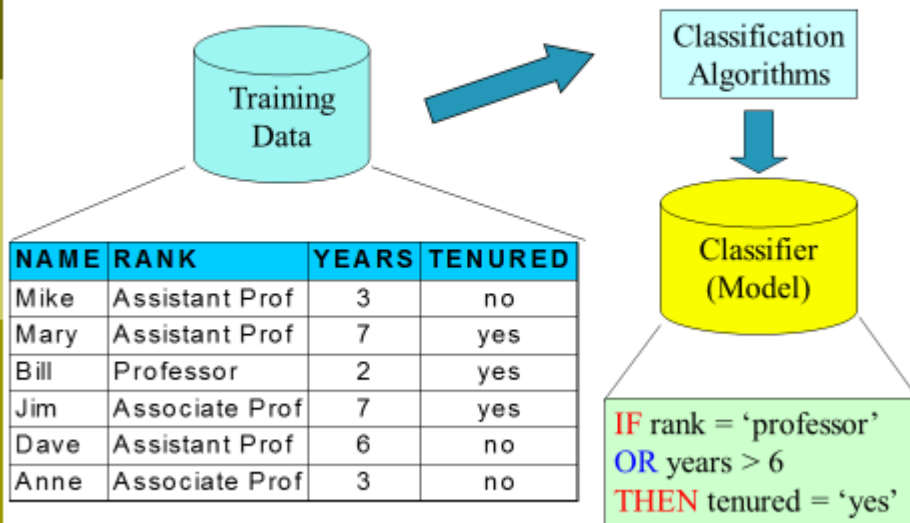 Training
Data
Classification
Algorithms
NAME RANK YEARS TENURED
Mike Assistant Prof 3 no
Mary Assistant Prof 7 yes
Bill Professor 2 yes
Jim Associate Prof 7 yes
Dave Assistant Prof 6 no
Anne Associate Prof 3 no
Classifier
(Model)
IF rank = ‘professor’
OR years > 6
THEN tenured = ‘yes’